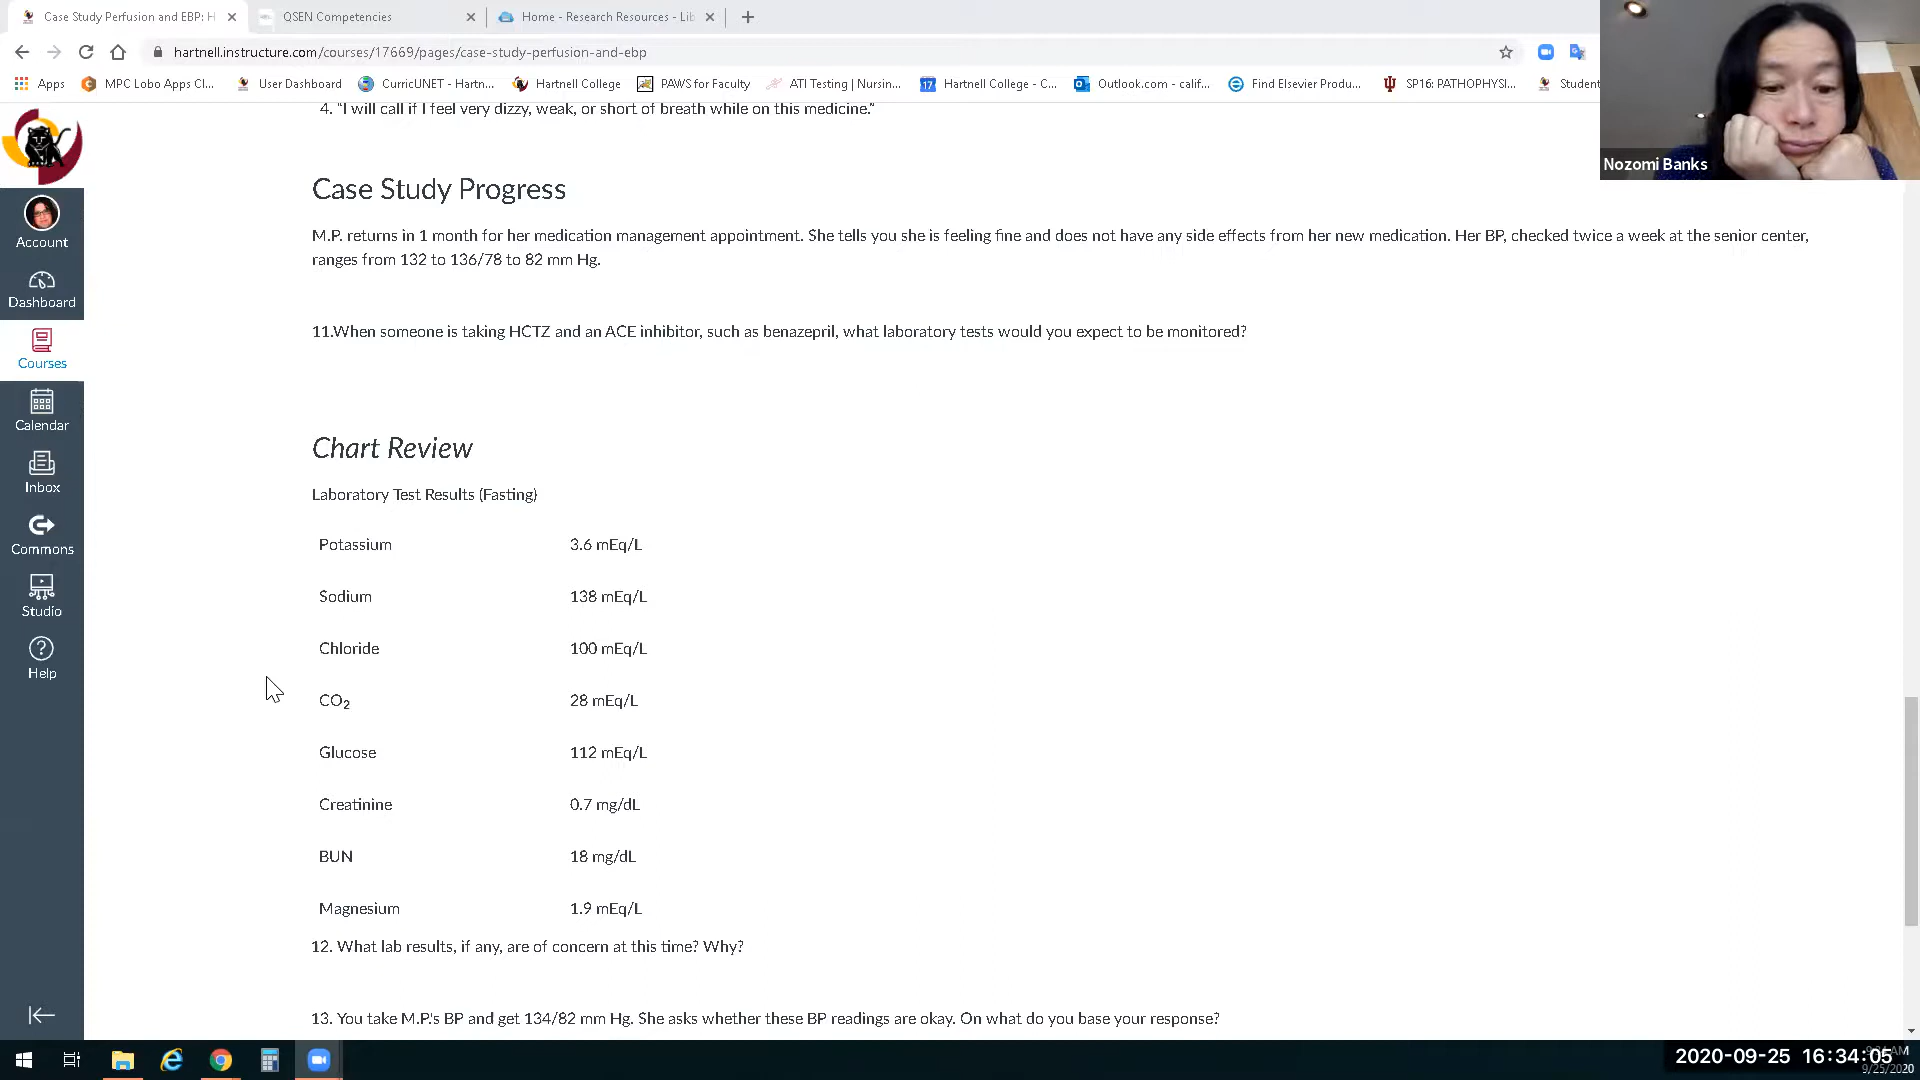 Case Study Perfusion and EBP: H
QSEN Competencies
Home - Research Resources - Lib
hartnell.instructure.com/courses/17669/pages/case-study-perfusion-and-ebp
Apps
MPC Lobo Apps Cl...
User Dashboard
CurricUNET - Hartn...
Hartnell College
PAWS for Faculty
ATI Testing | Nursin...
Hartnell College - C...
Outlook.com - calif...
Find Elsevier Produ...
SP16: PATHOPHYSI...
Student
Nozomi Banks
Account
Dashboard
Courses
Calendar
Inbox
Commons
Studio
Help
4. "I will call if I feel very dizzy, weak, or short of breath while on this medicine."
Case Study Progress
M.P. returns in 1 month for her medication management appointment. She tells you she is feeling fine and does not have any side effects from her new medication. Her BP, checked twice a week at the senior center,
ranges from 132 to 136/78 to 82 mm Hg.
11.When someone is taking HCTZ and an ACE inhibitor, such as benazepril, what laboratory tests would you expect to be monitored?
Chart Review
Laboratory Test Results (Fasting)
Potassium 3.6 mEq/L
Sodium 138 mEq/L
Chloride 100 mEq/L
CO2 28 mEq/L
Glucose 112 mEq/L
Creatinine 0.7 mg/dL
BUN 18 mg/dL
Magnesium 1.9 mEq/L
12. What lab results, if any, are of concern at this time? Why?
13. You take M.P.'s BP and get 134/82 mm Hg. She asks whether these BP readings are okay. On what do you base your response?
2020-09-25 16:34:05
9/25/2020